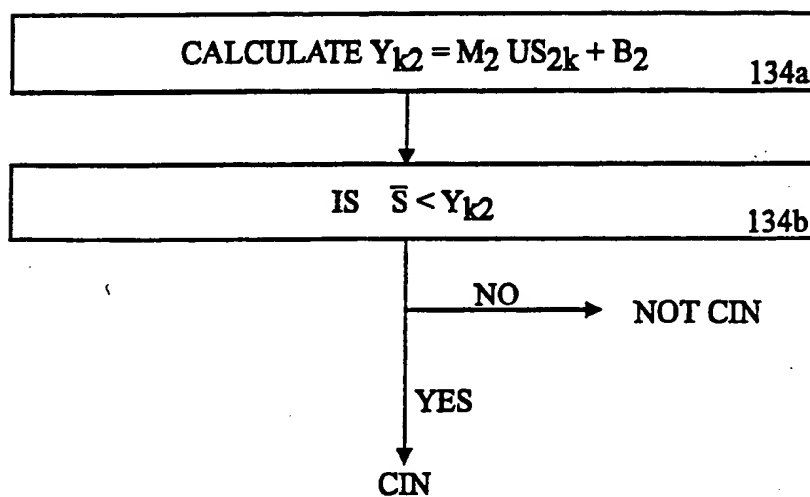 CALCULATE Yk2 = M2 US2k + B2
134a
IS S̅ < Yk2
134b
NO
NOT CIN
YES
CIN